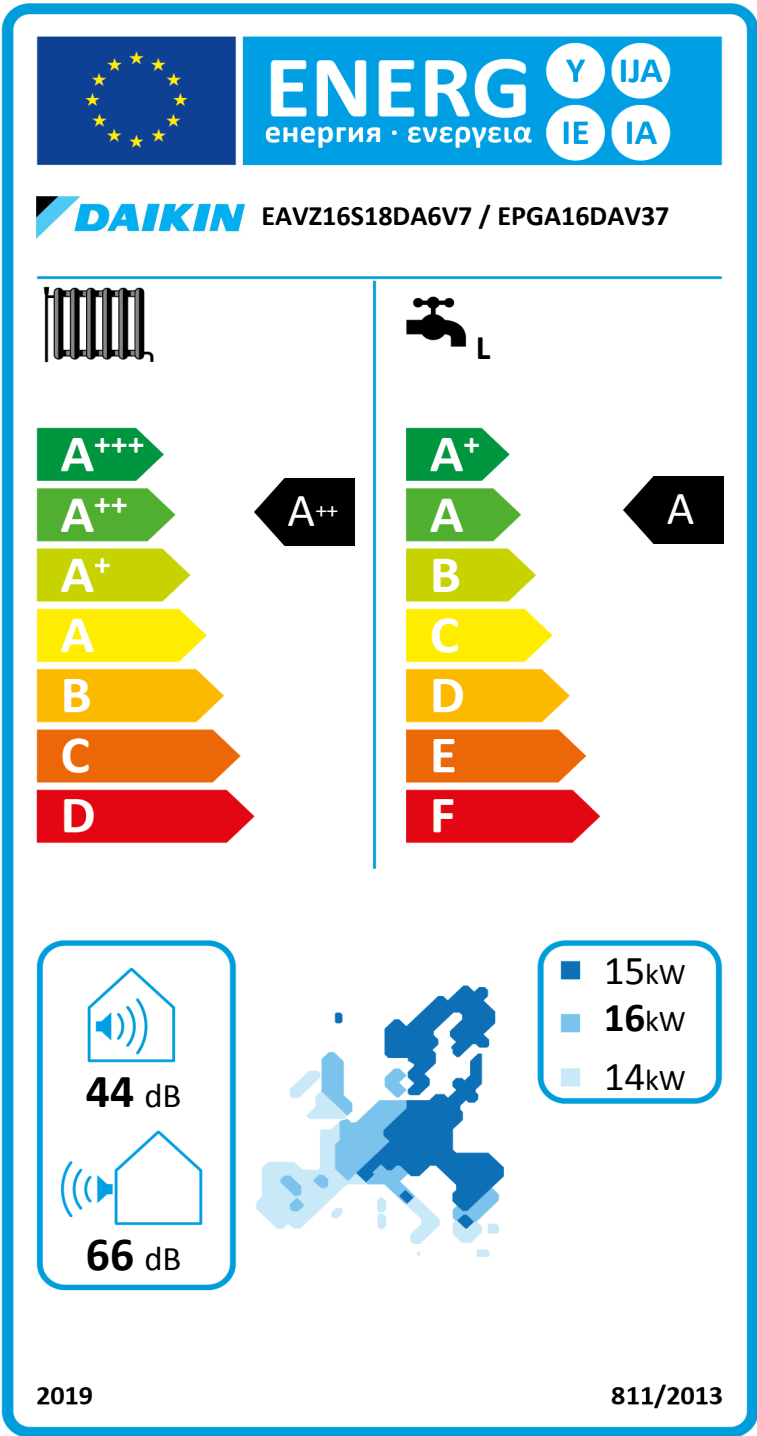 ENERG Y IJA
енергия · ενεργεια IE IA
DAIKIN EAVZ16S18DA6V7 / EPGA16DAV37
L
A+++
A++
A+
A
B
C
D
A++
A+
A
B
C
D
E
F
A
44 dB
66 dB
15kW
16kW
14kW
2019 811/2013